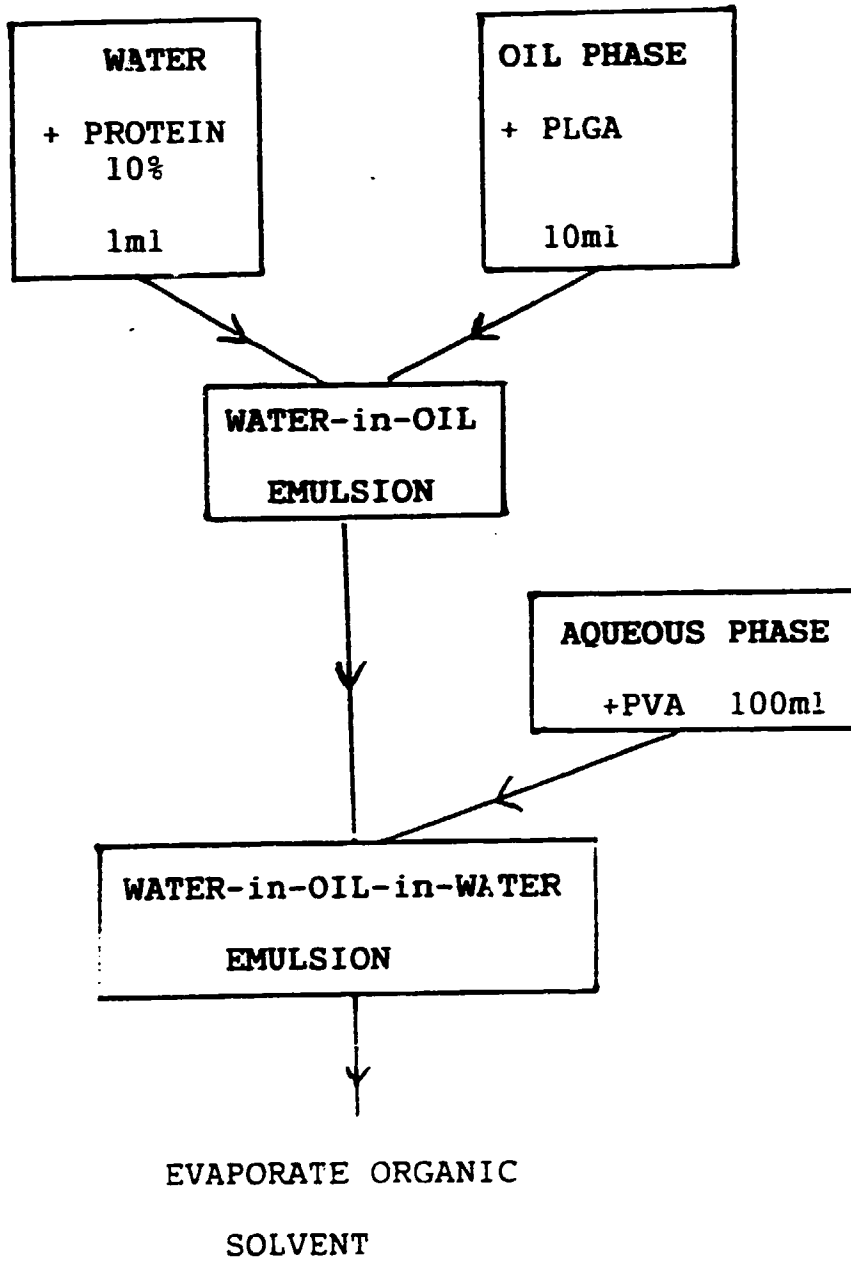 WATER
+ PROTEIN
10%
1ml
OIL PHASE
+ PLGA
10ml
WATER-in-OIL
EMULSION
AQUEOUS PHASE
+PVA 100ml
WATER-in-OIL-in-WATER
EMULSION
EVAPORATE ORGANIC
SOLVENT